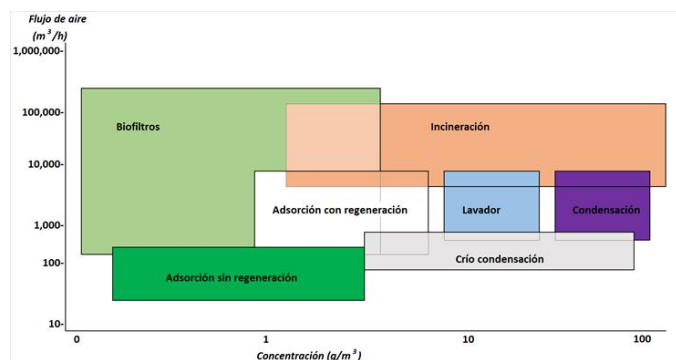 Flujo de aire
(m³/h)
1,000,000-
100,000-
Biofiltros
Incineración
10,000-
Adsorción con regeneración
Lavador
Condensación
1,000-
Crío condensación
100-
Adsorción sin regeneración
10-
0
1
10
100
Concentración (g/m³)